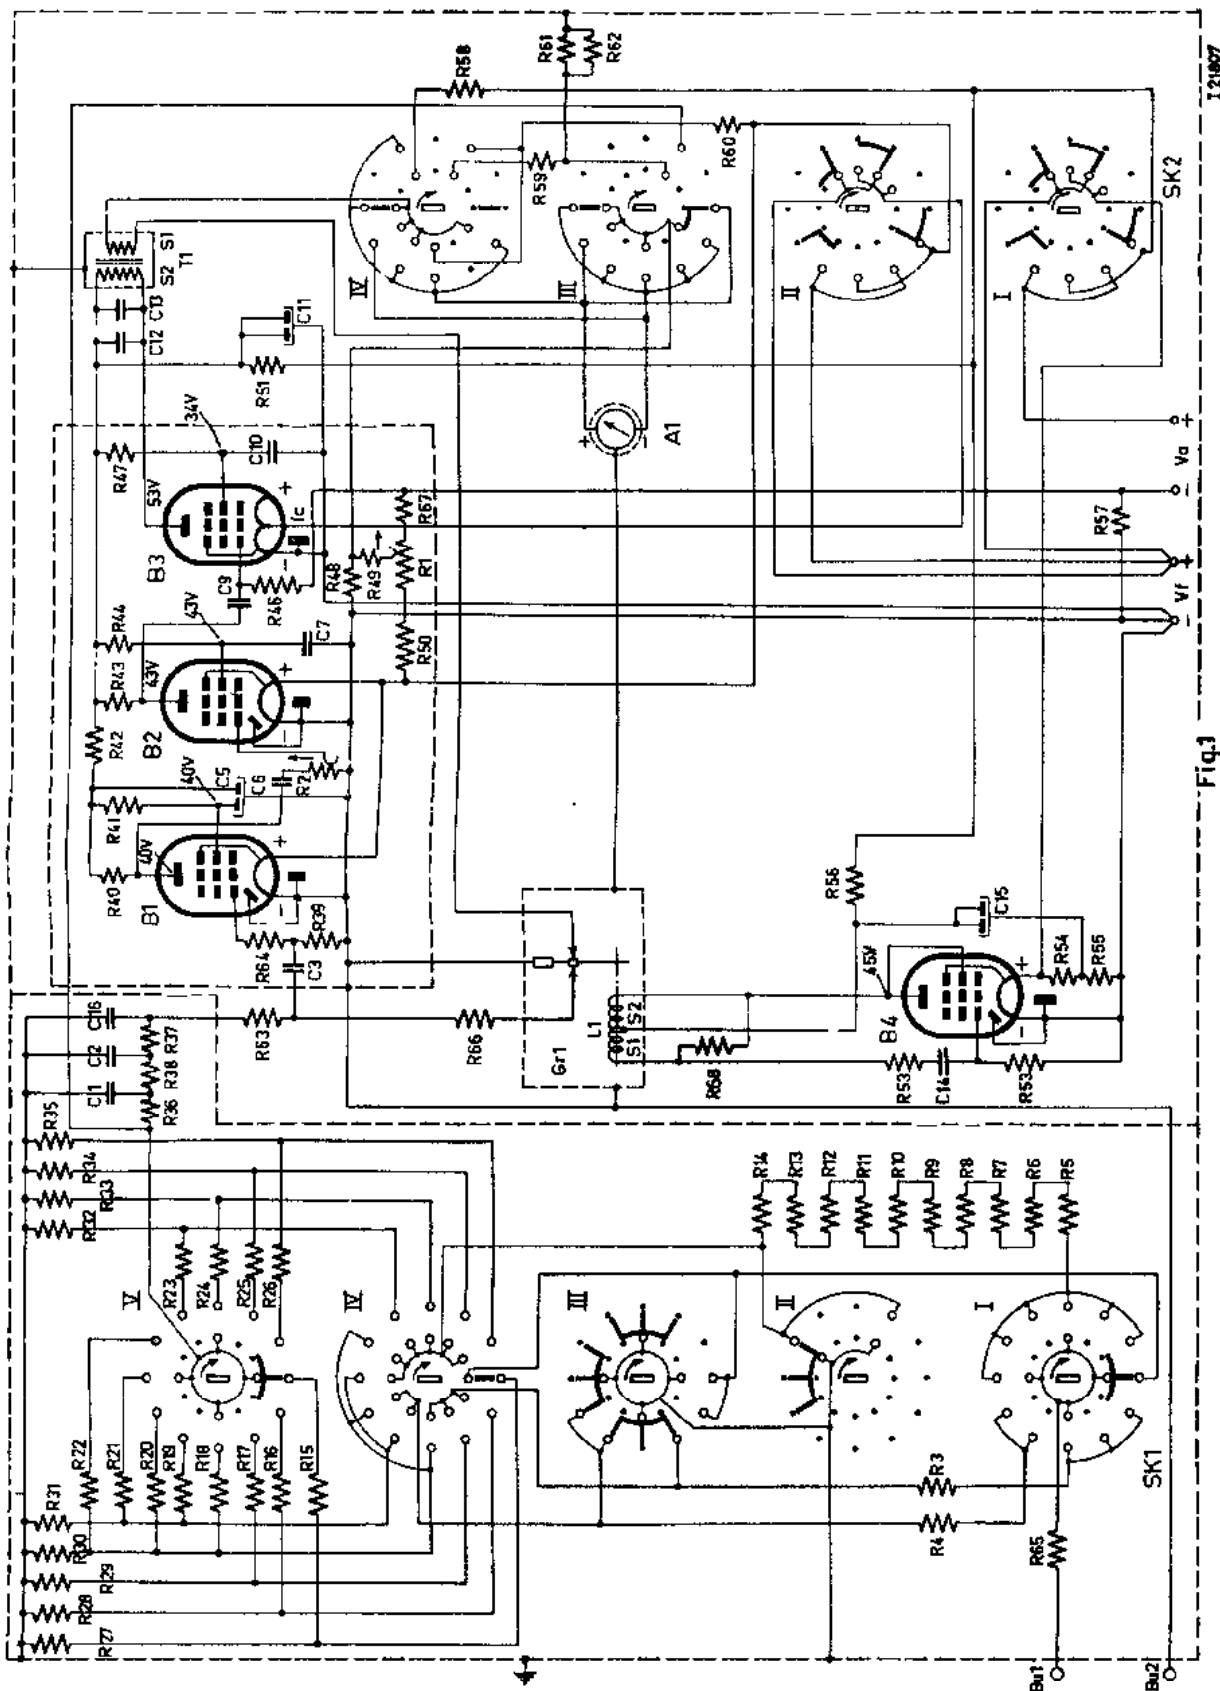 I 21807
R58
R61
R62
S1
S2
T1
C13
C12
C11
R51
IV
III
R59
R60
II
I
SK2
34V
R47
C10
53V
B3
Ic
+
-
C9
R46
R48
R49
R67
R1
R50
43V
R44
R43
43V
B2
C7
+
-
R42
R41
40V
C5
C6
R2
R40
40V
B1
+
-
R64
R39
C3
A1
+
-
Va
+
-
R57
Vf
+
-
Fig.1
R56
C15
45V
B4
R54
R55
+
-
L1
S1
S2
Gr1
R68
R53
C14
R53
R66
R63
C16
C2
C1
R37
R38
R36
R35
R34
R33
R32
V
R23
R24
R25
R26
IV
III
II
I
R14
R13
R12
R11
R10
R9
R8
R7
R6
R5
R22
R21
R20
R19
R18
R17
R16
R15
R31
R30
R29
R28
R27
R3
R4
R65
SK1
Bu1
Bu2